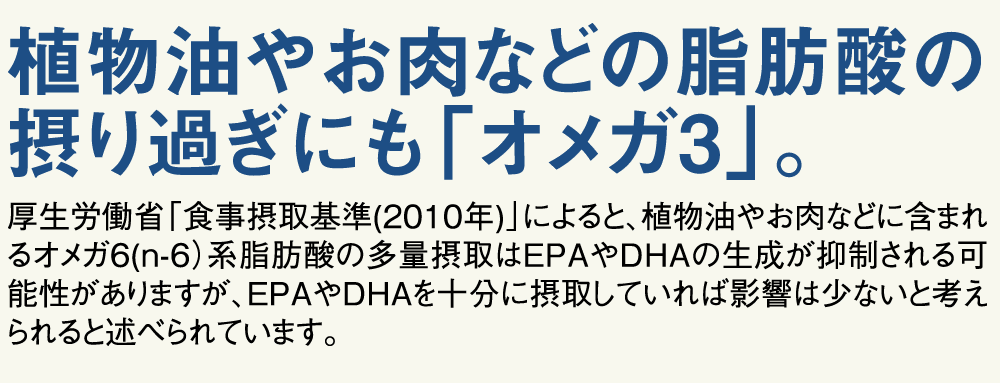 植物油やお肉などの脂肪酸の
摂り過ぎにも「オメガ3」。
厚生労働省「食事摂取基準(2010年)」によると、植物油やお肉などに含まれ
るオメガ6(n-6）系脂肪酸の多量摂取はEPAやDHAの生成が抑制される可
能性がありますが、EPAやDHAを十分に摂取していれば影響は少ないと考え
られると述べられています。